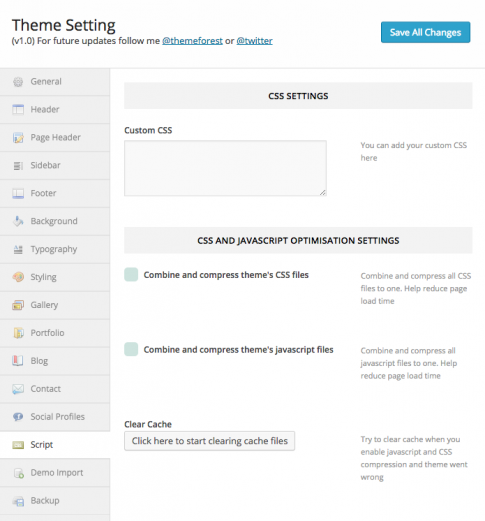 Theme Setting
(v1.0) For future updates follow me @themeforest or @twitter
Save All Changes
General
Header
Page Header
Sidebar
Footer
Background
Typography
Styling
Gallery
Portfolio
Blog
Contact
Social Profiles
Script
Demo Import
Backup
CSS SETTINGS
Custom CSS
You can add your custom CSS
here
CSS AND JAVASCRIPT OPTIMISATION SETTINGS
Combine and compress theme's CSS files
Combine and compress all CSS
files to one. Help reduce page
load time
Combine and compress theme's javascript files
Combine and compress all
javascript files to one. Help
reduce page load time
Clear Cache
Click here to start clearing cache files
Try to clear cache when you
enable javascript and CSS
compression and theme went
wrong